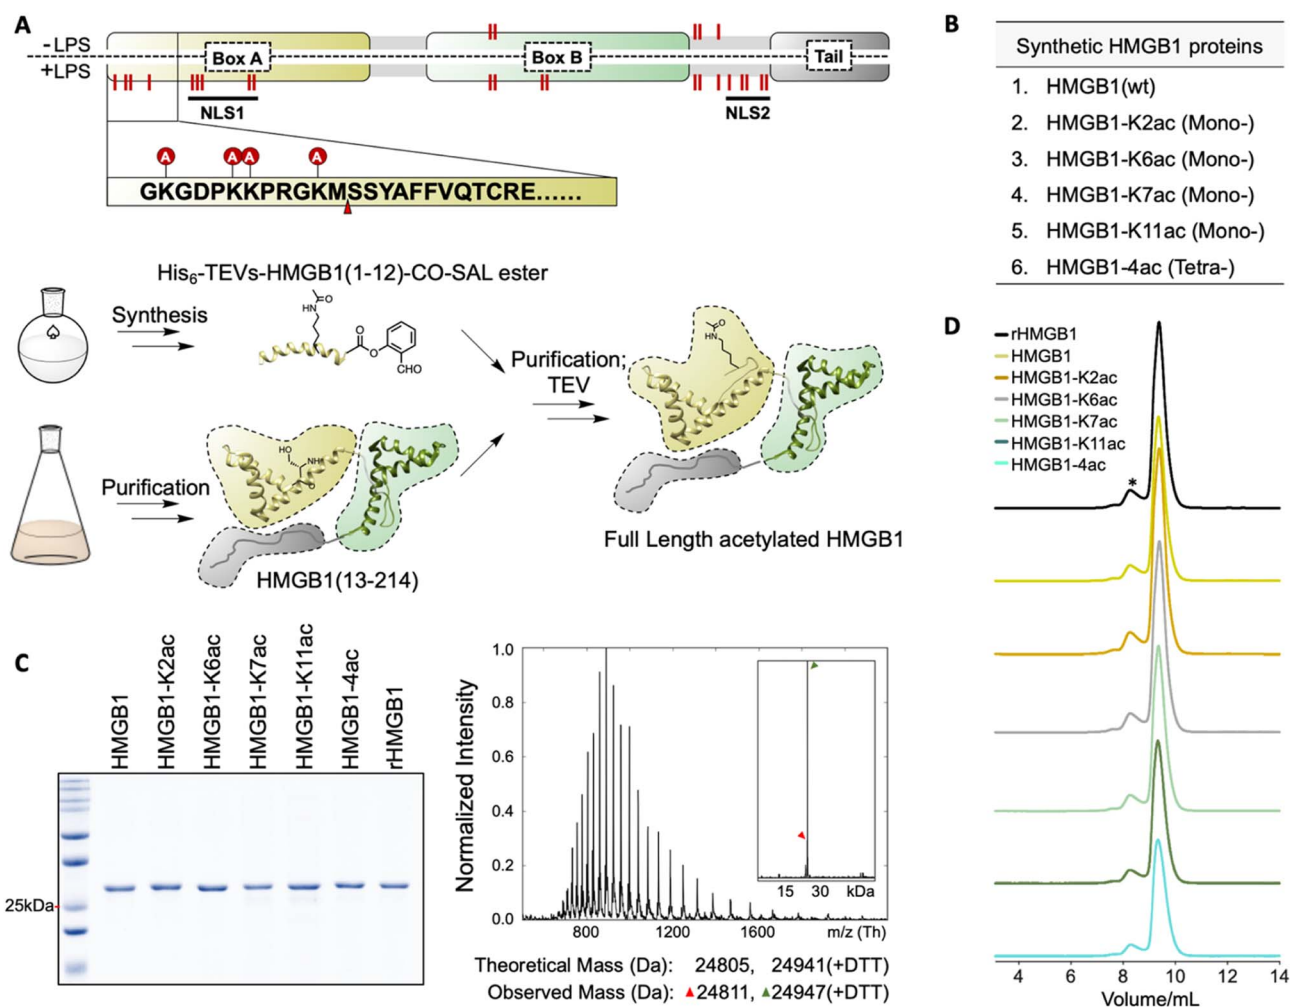 A
-LPS
+LPS
Box A
Box B
Tail
NLS1
NLS2
A A A A
GKGDPKKPRGKMSSYAFFVQTCRE......
His6-TEVs-HMGB1(1-12)-CO-SAL ester
Synthesis
HN
O
O
O
CHO
Purification;
TEV
O
HN
Purification
HO
NH
O
HMGB1(13-214)
Full Length acetylated HMGB1
B
Synthetic HMGB1 proteins
1. HMGB1(wt)
2. HMGB1-K2ac (Mono-)
3. HMGB1-K6ac (Mono-)
4. HMGB1-K7ac (Mono-)
5. HMGB1-K11ac (Mono-)
6. HMGB1-4ac (Tetra-)
C
HMGB1
HMGB1-K2ac
HMGB1-K6ac
HMGB1-K7ac
HMGB1-K11ac
HMGB1-4ac
rHMGB1
25kDa
Normalized Intensity
1.0
0.8
0.6
0.4
0.2
0.0
15 30 kDa
800 1200 1600 m/z (Th)
Theoretical Mass (Da): 24805, 24941(+DTT)
Observed Mass (Da): ▲24811, ▲24947(+DTT)
D
rHMGB1
HMGB1
HMGB1-K2ac
HMGB1-K6ac
HMGB1-K7ac
HMGB1-K11ac
HMGB1-4ac
*
4 6 8 10 12 14
Volume/mL